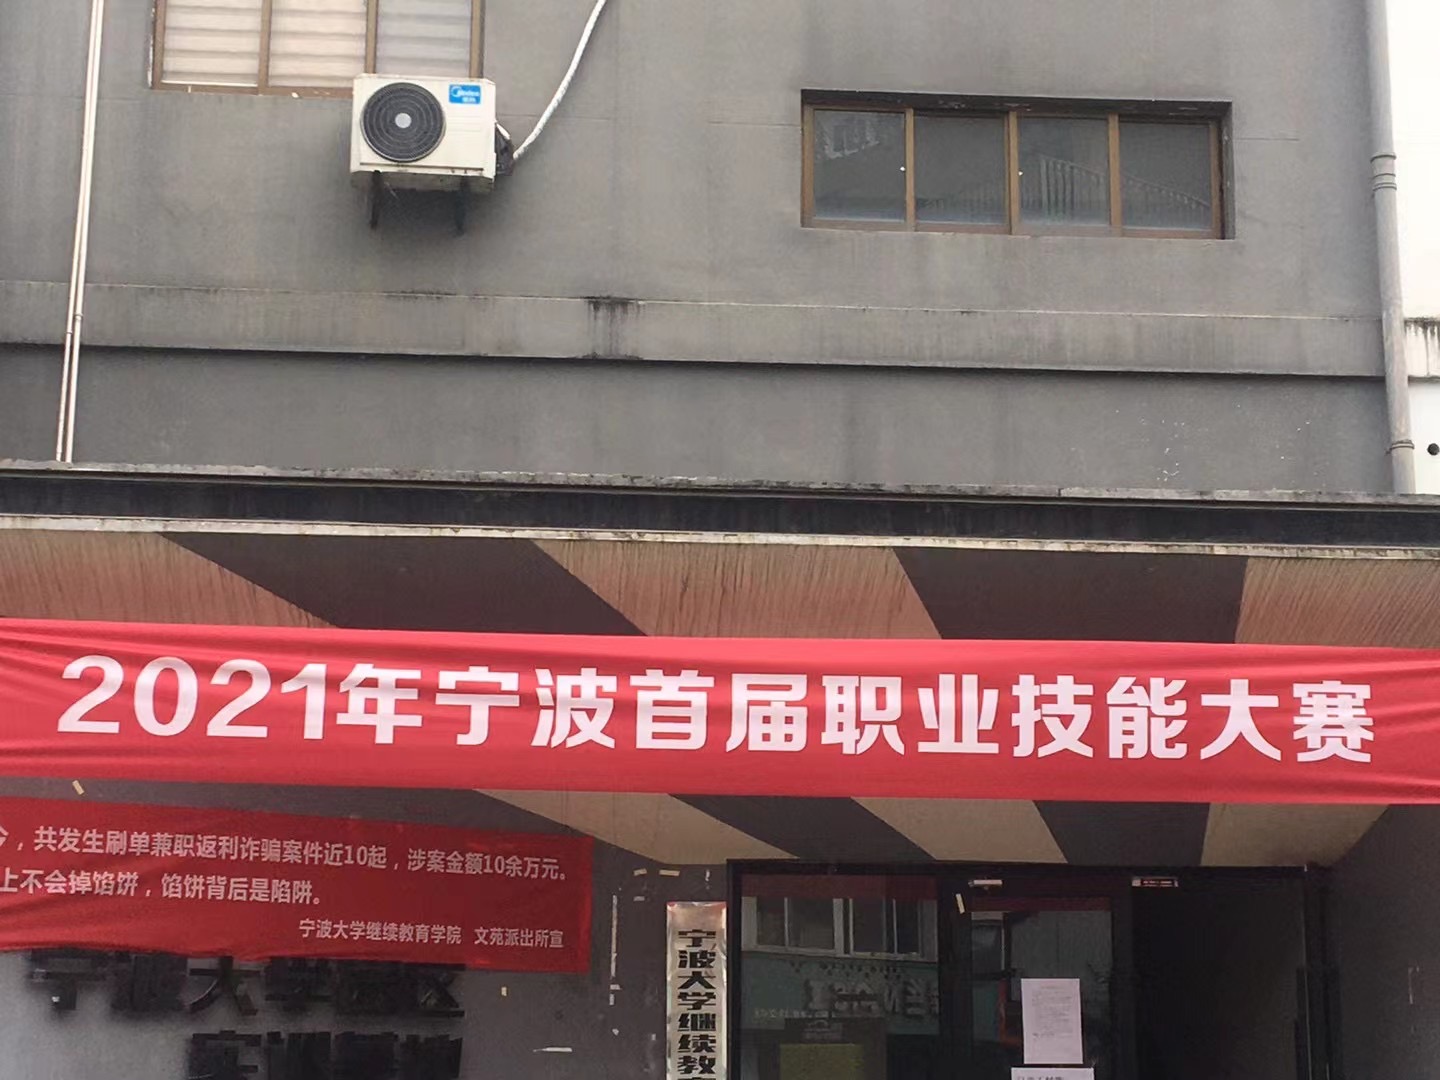 Midea
2021年宁波首届职业技能大赛
今，共发生刷单兼职返利诈骗案件近10起，涉案金额10余万元。
上不会掉馅饼，馅饼背后是陷阱。
宁波大学继续教育学院 文苑派出所宣
宁波大学继续教